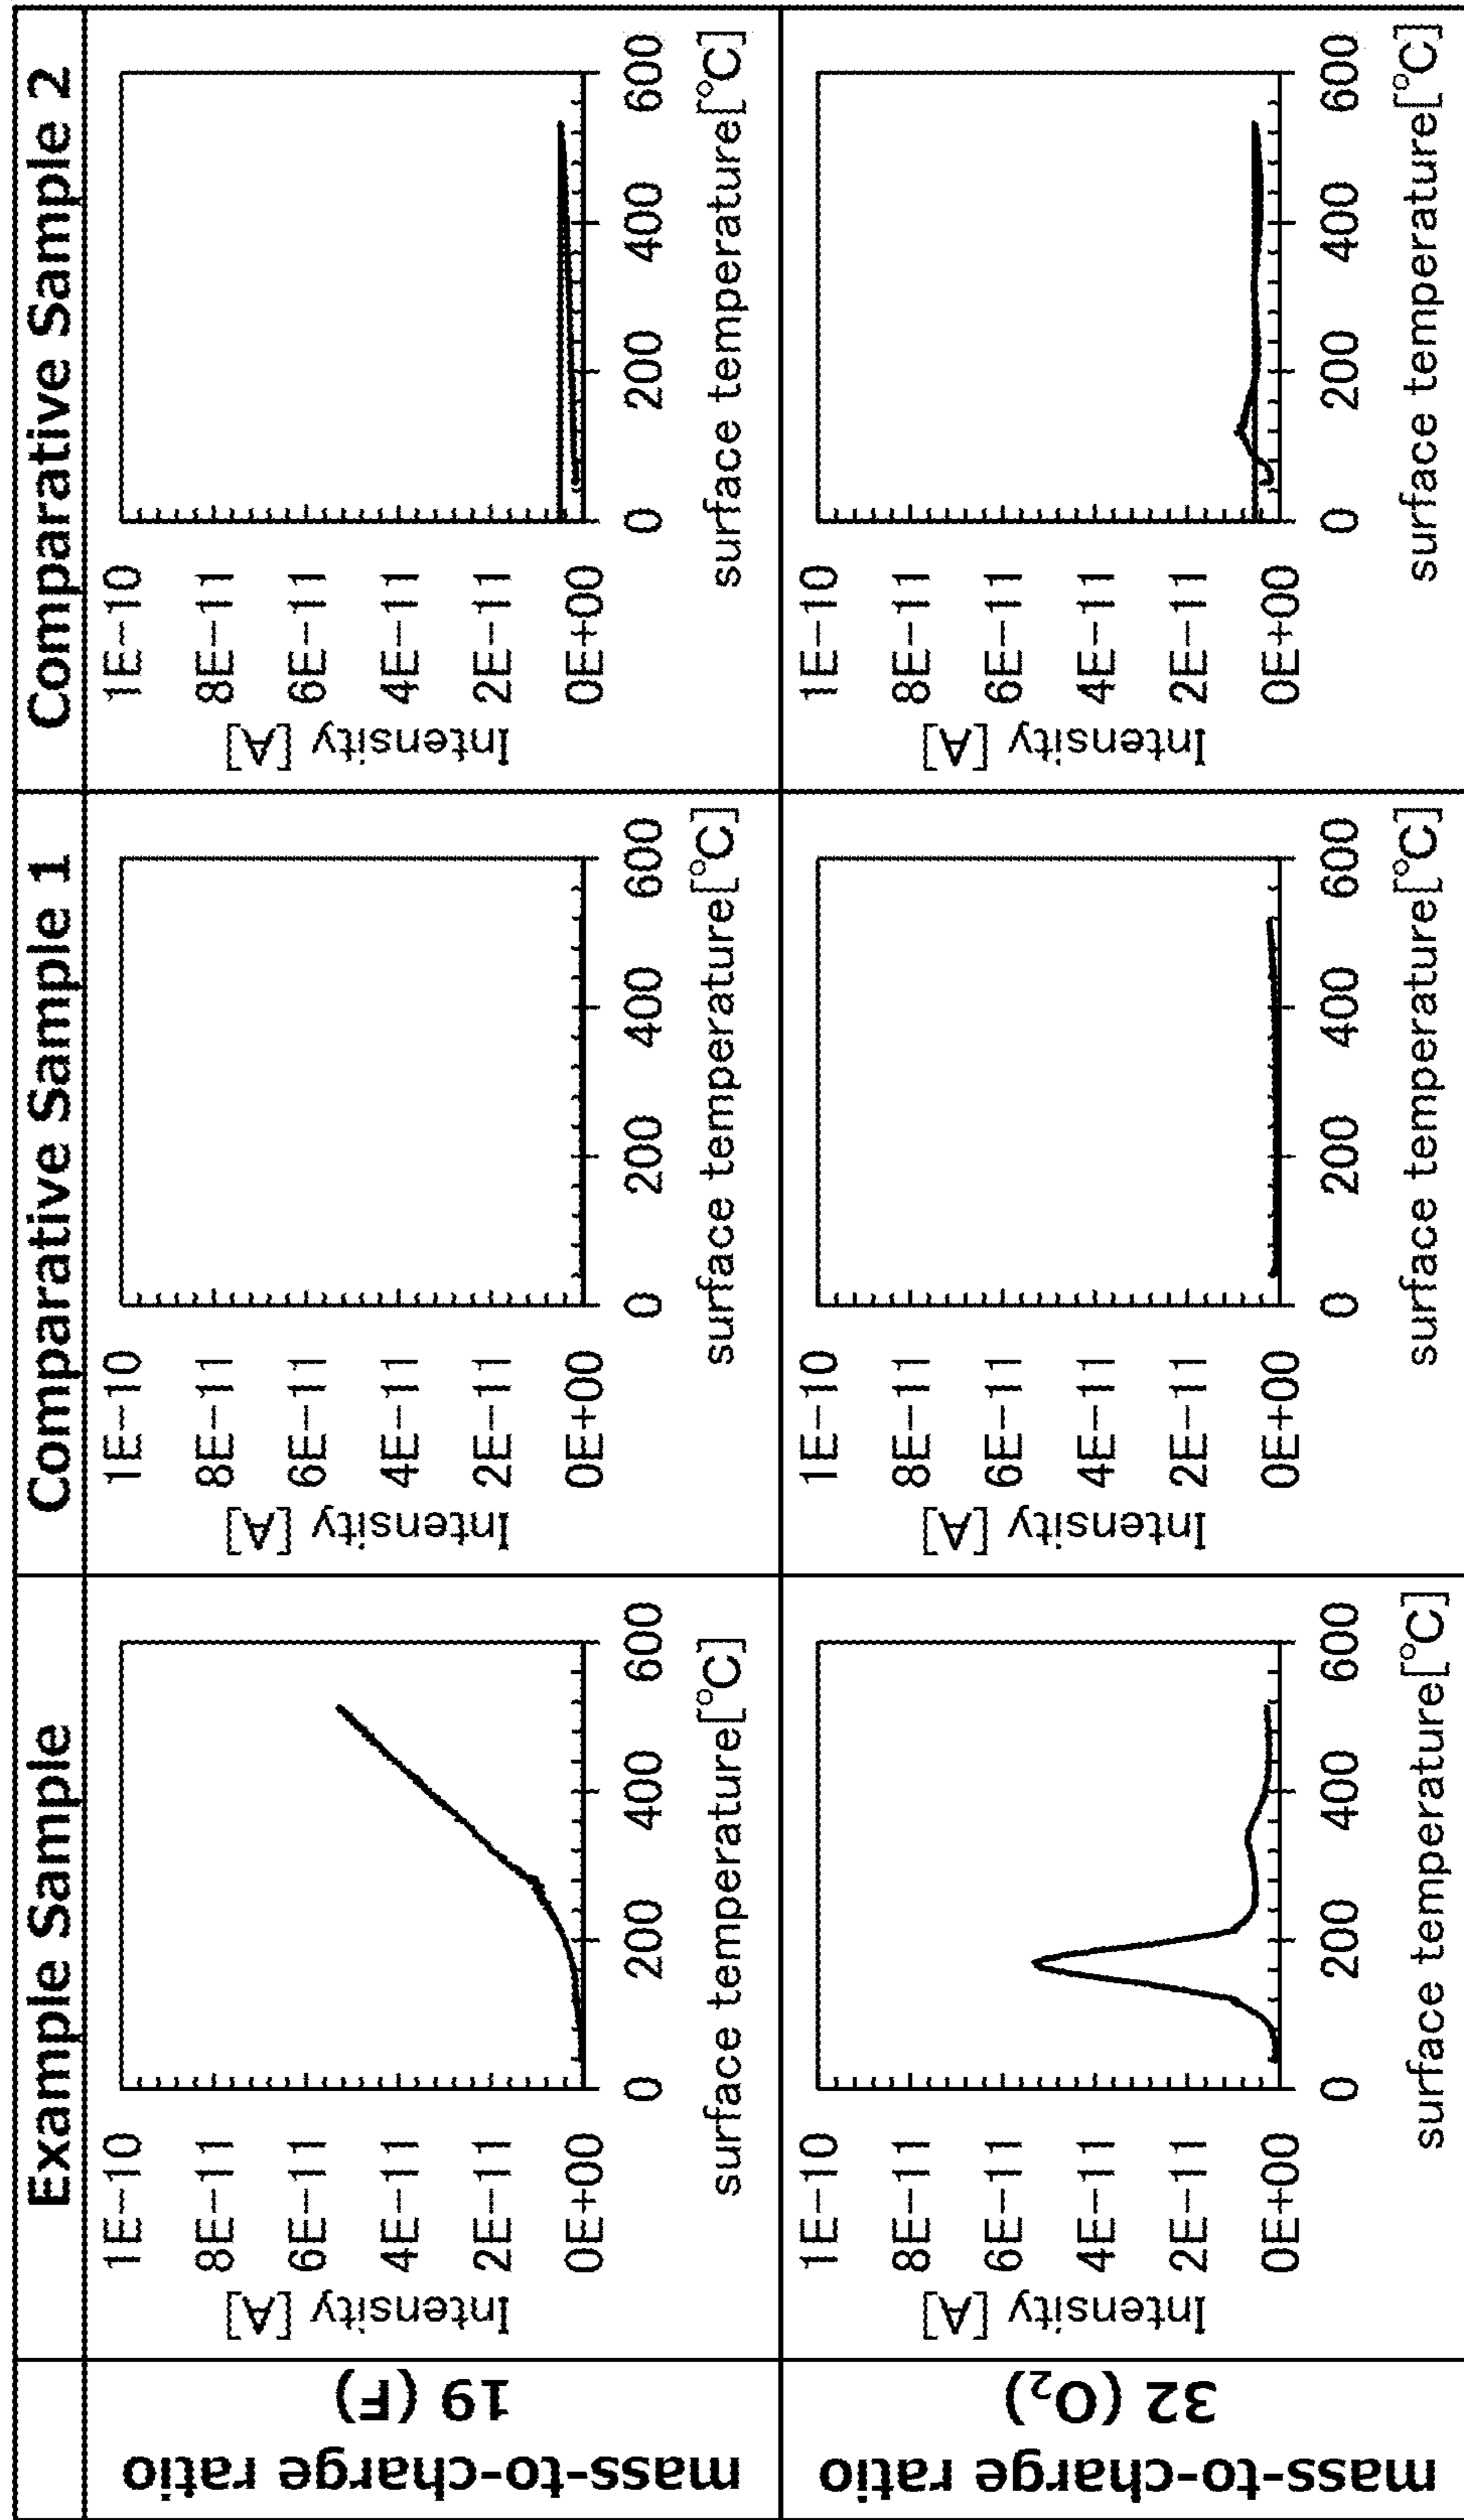 Example Sample
Comparative Sample 1
Comparative Sample 2
mass-to-charge ratio
19 (F)
Intensity [A]
1E-10
8E-11
6E-11
4E-11
2E-11
0E+00
0 200 400 600
surface temperature[°C]
Intensity [A]
1E-10
8E-11
6E-11
4E-11
2E-11
0E+00
0 200 400 600
surface temperature[°C]
Intensity [A]
1E-10
8E-11
6E-11
4E-11
2E-11
0E+00
0 200 400 600
surface temperature[°C]
mass-to-charge ratio
32 (O₂)
Intensity [A]
1E-10
8E-11
6E-11
4E-11
2E-11
0E+00
0 200 400 600
surface temperature[°C]
Intensity [A]
1E-10
8E-11
6E-11
4E-11
2E-11
0E+00
0 200 400 600
surface temperature[°C]
Intensity [A]
1E-10
8E-11
6E-11
4E-11
2E-11
0E+00
0 200 400 600
surface temperature[°C]